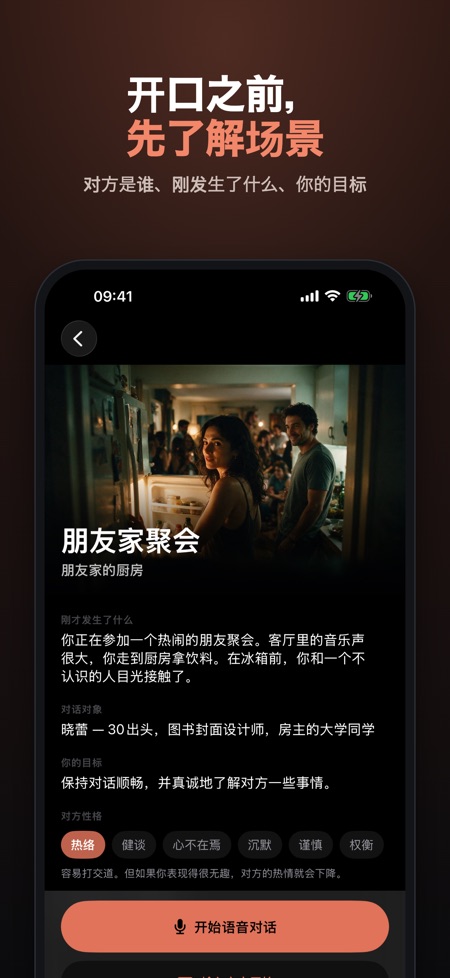 开口之前，
先了解场景
对方是谁、刚发生了什么、你的目标
09:41
朋友家聚会
朋友家的厨房
刚才发生了什么
你正在参加一个热闹的朋友聚会。客厅里的音乐声
很大，你走到厨房拿饮料。在冰箱前，你和一个不
认识的人目光接触了。
对话对象
晓蕾 — 30出头，图书封面设计师，房主的大学同学
你的目标
保持对话顺畅，并真诚地了解对方一些事情。
对方性格
热络 健谈 心不在焉 沉默 谨慎 权衡
容易打交道。但如果你表现得很无趣，对方的热情就会下降。
开始语音对话